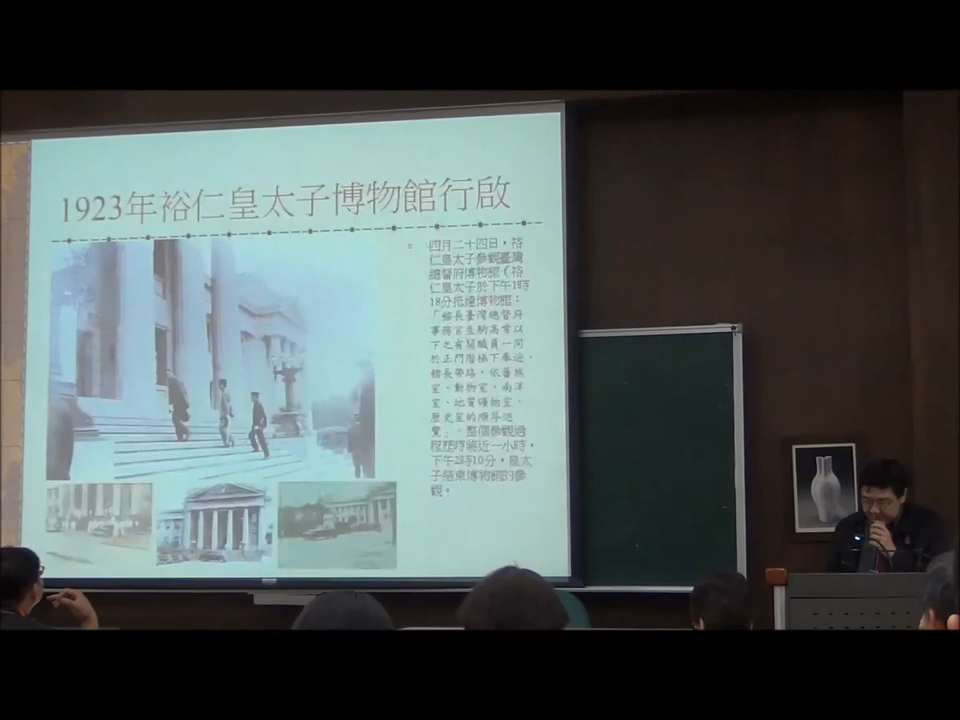 1923年裕仁皇太子博物館行啟
四月二十四日，裕
仁皇太子參觀臺灣
總督府博物館（裕
仁皇太子於下午1時
18分抵達博物館：
「館長臺灣總督府
事務官生駒高常以
下之有關職員一同
於正門階梯下奉迎。
館長帶路，依蕃族
室、動物室、南洋
室、地質礦物室、
歷史室的順序巡
覽」。整個參觀過
程歷時將近一小時，
下午2時10分，皇太
子結束博物館的參
觀。